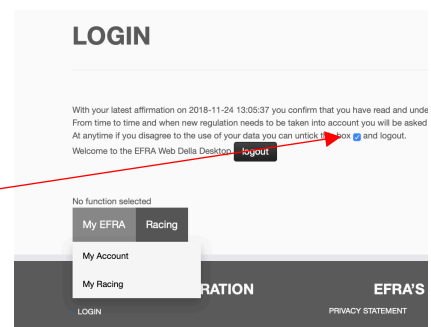 LOGIN
With your latest affirmation on 2018-11-24 13:05:37 you confirm that you have read and unde
From time to time and when new regulation needs to be taken into account you will be asked
At anytime if you disagree to the use of your data you can untick the box and logout.
Welcome to the EFRA Web Della Desktop logout
No function selected
My EFRA Racing
My Account
My Racing
RATION EFRA'S
LOGIN PRIVACY STATEMENT